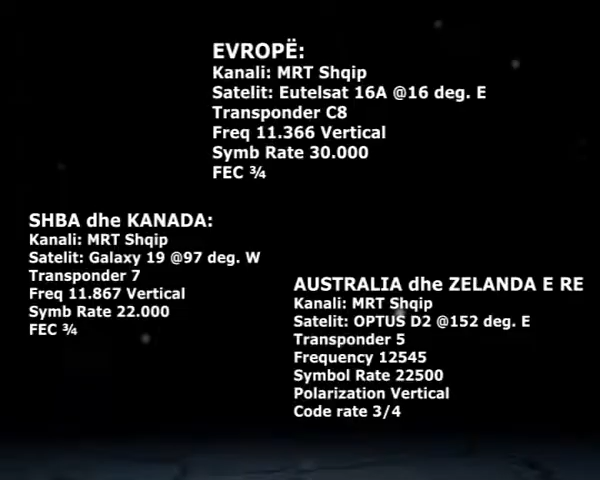 EVROPË:
Kanali: MRT Shqip
Satelit: Eutelsat 16A @16 deg. E
Transponder C8
Freq 11.366 Vertical
Symb Rate 30.000
FEC ¾
SHBA dhe KANADA:
Kanali: MRT Shqip
Satelit: Galaxy 19 @97 deg. W
Transponder 7
Freq 11.867 Vertical
Symb Rate 22.000
FEC ¾
AUSTRALIA dhe ZELANDA E RE
Kanali: MRT Shqip
Satelit: OPTUS D2 @152 deg. E
Transponder 5
Frequency 12545
Symbol Rate 22500
Polarization Vertical
Code rate 3/4